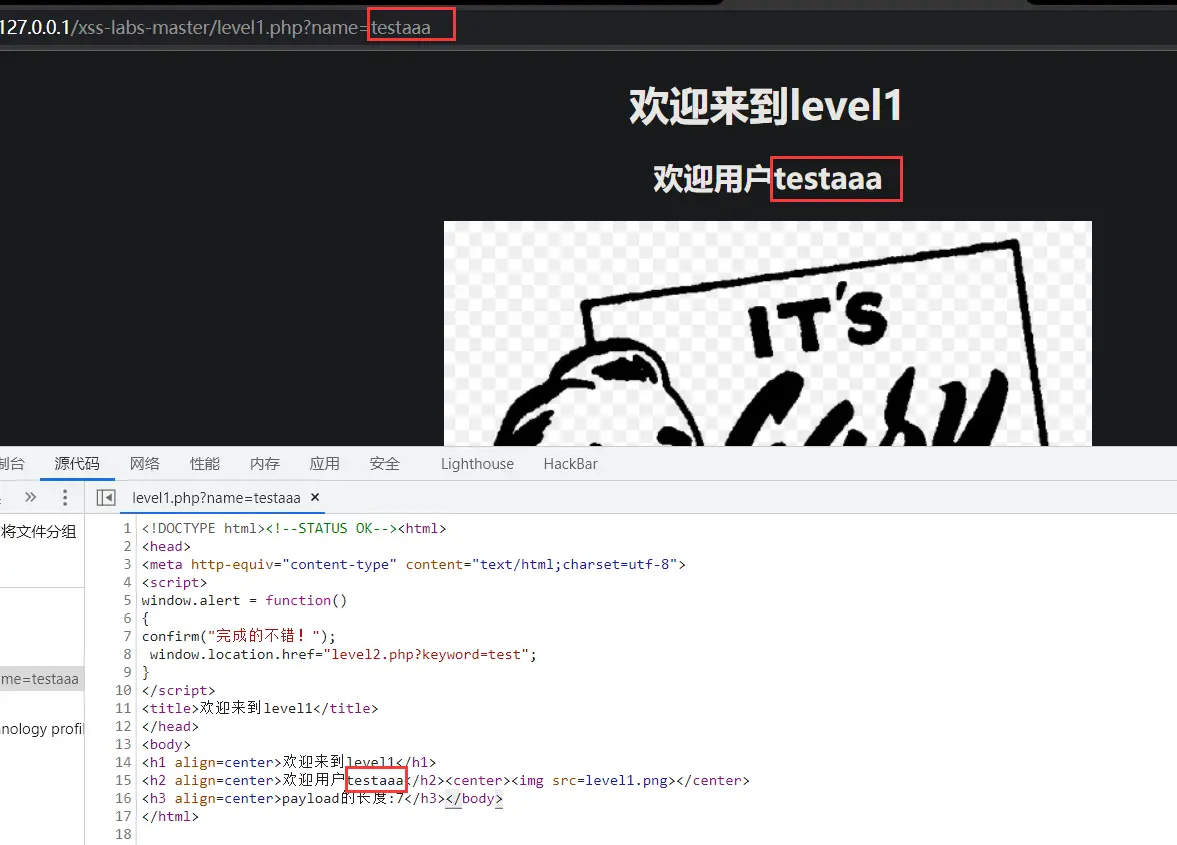 127.0.0.1/xss-labs-master/level1.php?name=testaaa
欢迎来到level1
欢迎用户testaaa
IT'S
Easy
制台 源代码 网络 性能 内存 应用 安全 Lighthouse HackBar
level1.php?name=testaaa ×
将文件分组
me=testaaa
nology profil
1 <!DOCTYPE html><!--STATUS OK--><html>
2 <head>
3 <meta http-equiv="content-type" content="text/html;charset=utf-8">
4 <script>
5 window.alert = function()
6 {
7 confirm("完成的不错！");
8 window.location.href="level2.php?keyword=test";
9 }
10 </script>
11 <title>欢迎来到level1</title>
12 </head>
13 <body>
14 <h1 align=center>欢迎来到level1</h1>
15 <h2 align=center>欢迎用户testaaa</h2><center><img src=level1.png></center>
16 <h3 align=center>payload的长度:7</h3></body>
17 </html>
18